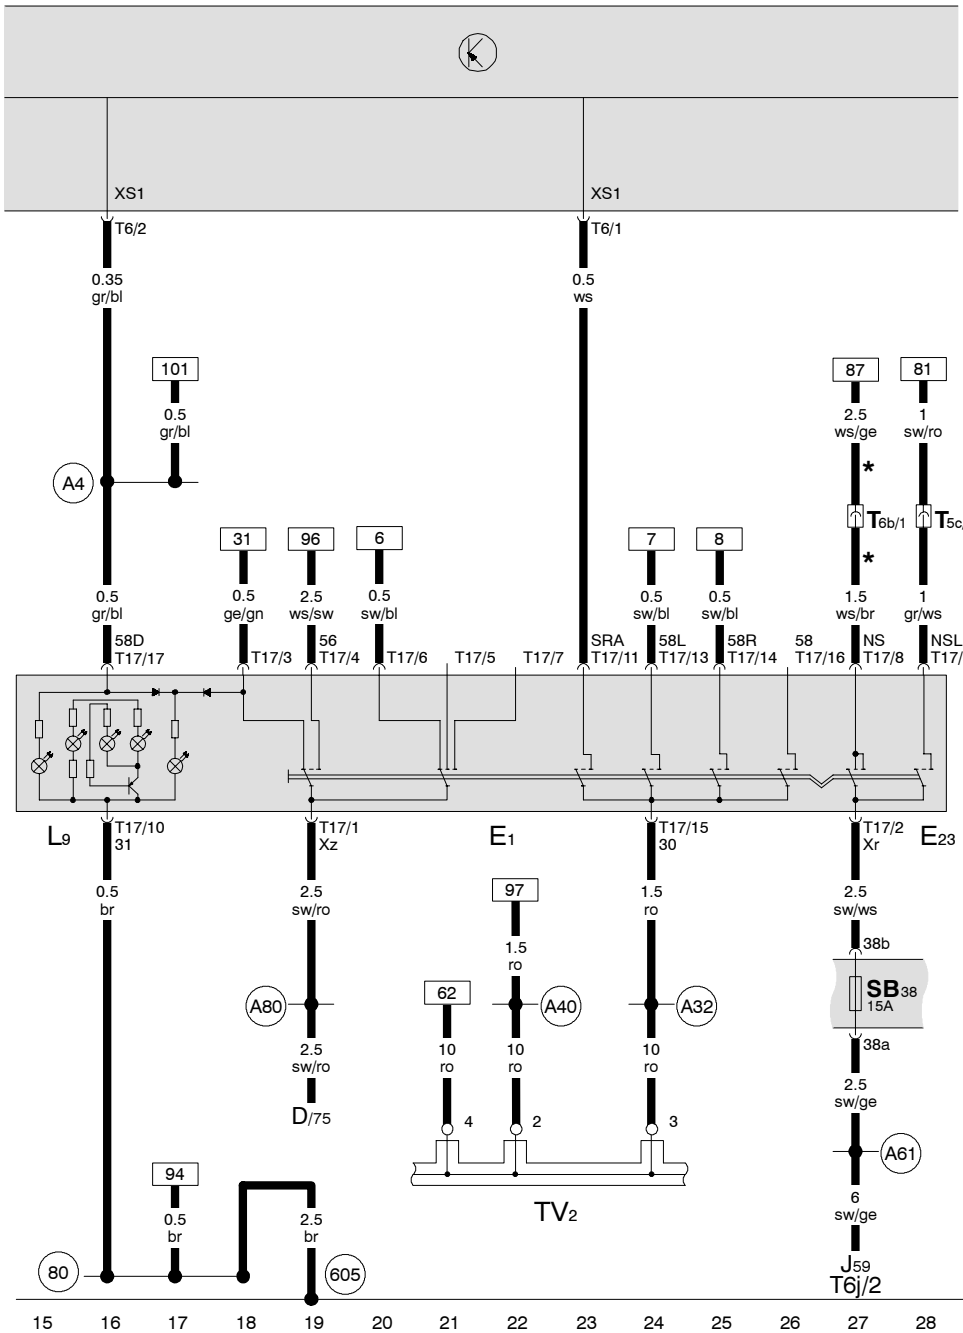 XS1 XS1
T6/2 T6/1
0.35 0.5
gr/bl ws
101 87 81
0.5 2.5 1
gr/bl ws/ge sw/ro
*
A4
T6b/1 T5c
31 96 6 7 8
*
0.5 0.5 2.5 0.5 0.5 0.5 1.5 1
gr/bl ge/gn ws/sw sw/bl sw/bl sw/bl ws/br gr/ws
58D 56 SRA 58L 58R 58 NS NSL
T17/17 T17/3 T17/4 T17/6 T17/5 T17/7 T17/11 T17/13 T17/14 T17/16 T17/8 T17/
L9 T17/10 T17/1 E1 T17/15 T17/2 E23
31 Xz 30 Xr
0.5 2.5 97 1.5 2.5
br sw/ro ro sw/ws
38b
1.5
ro
62 SB38
A80 A40 A32 15A
38a
2.5 10 10 10
sw/ro ro ro ro
2.5
sw/ge
D/75 4 2 3
A61
94 TV2 6
0.5 2.5 sw/ge
br br
80 605 J59
T6j/2
15 16 17 18 19 20 21 22 23 24 25 26 27 28